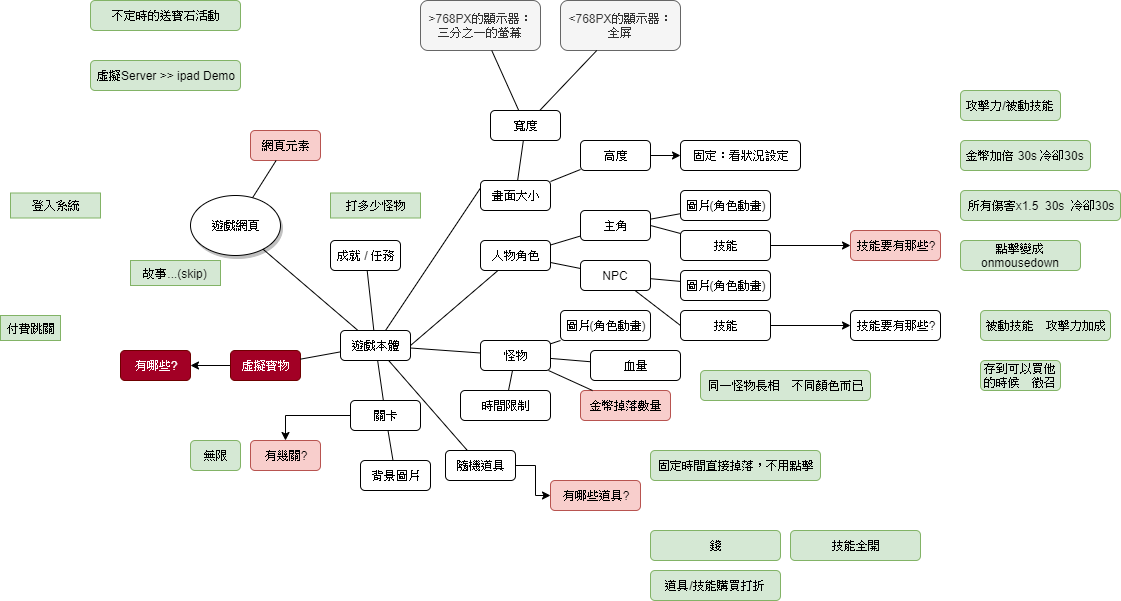 不定時的送寶石活動
>768PX的顯示器：
三分之一的螢幕
<768PX的顯示器：
全屏
虛擬Server >> ipad Demo
攻擊力/被動技能
寬度
網頁元素
高度
固定：看狀況設定
金幣加倍 30s 冷卻30s
登入系統
打多少怪物
畫面大小
圖片(角色動畫)
所有傷害x1.5 30s 冷卻30s
遊戲網頁
主角
技能
技能要有那些?
成就 / 任務
人物角色
點擊變成
onmousedown
故事...(skip)
NPC
圖片(角色動畫)
付費跳關
圖片(角色動畫)
技能
技能要有那些?
被動技能 攻擊力加成
遊戲本體
怪物
有哪些?
虛擬寶物
血量
存到可以買他
的時候 徵召
同一怪物長相 不同顏色而已
時間限制
金幣掉落數量
關卡
無限
有幾關?
背景圖片
隨機道具
固定時間直接掉落，不用點擊
有哪些道具?
錢
技能全開
道具/技能購買打折